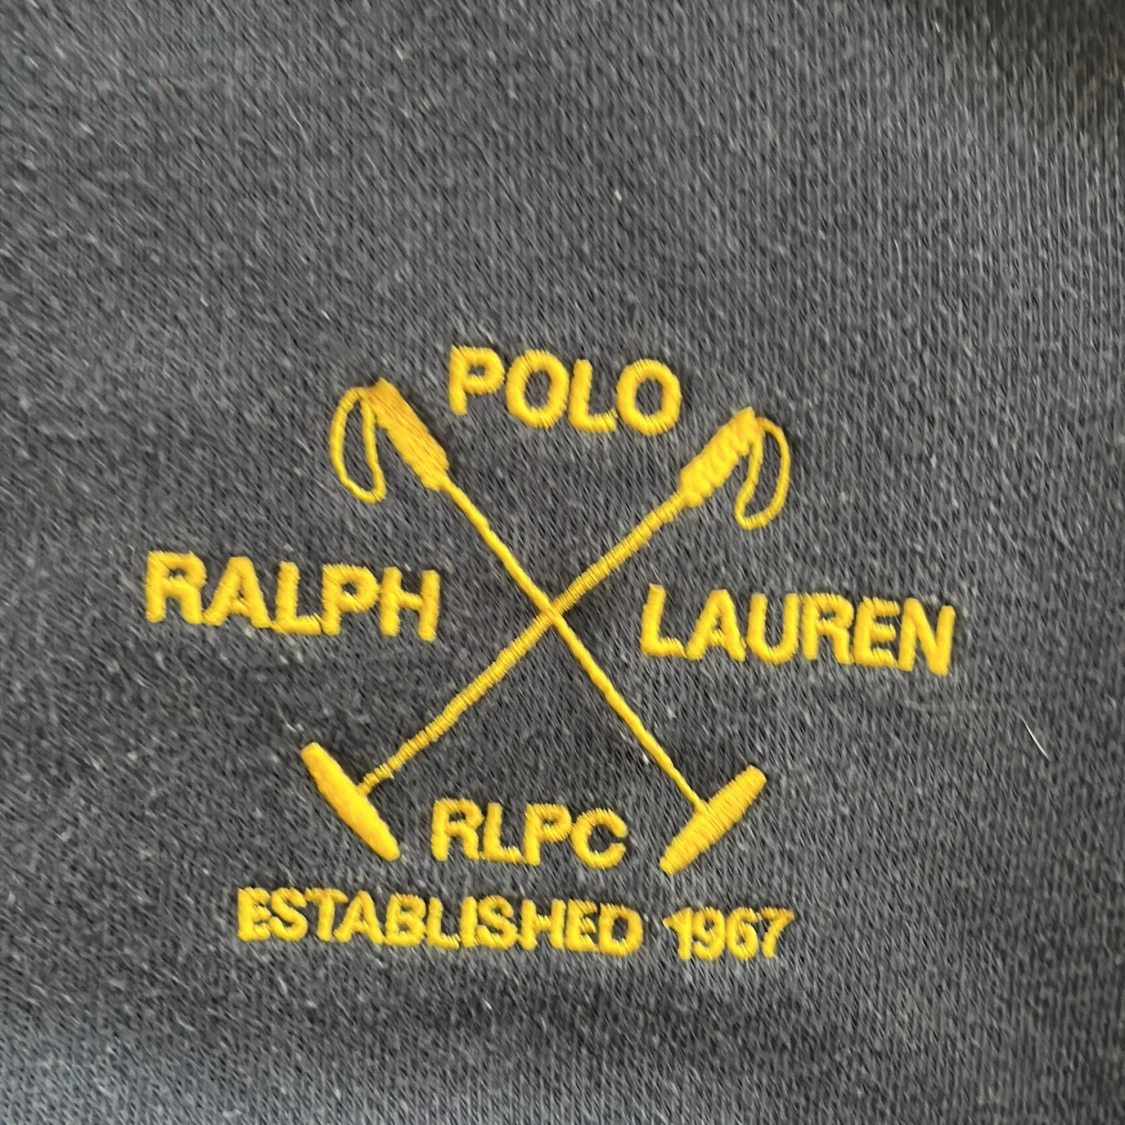 POLO
RALPH LAUREN
RLPC
ESTABLISHED 1967